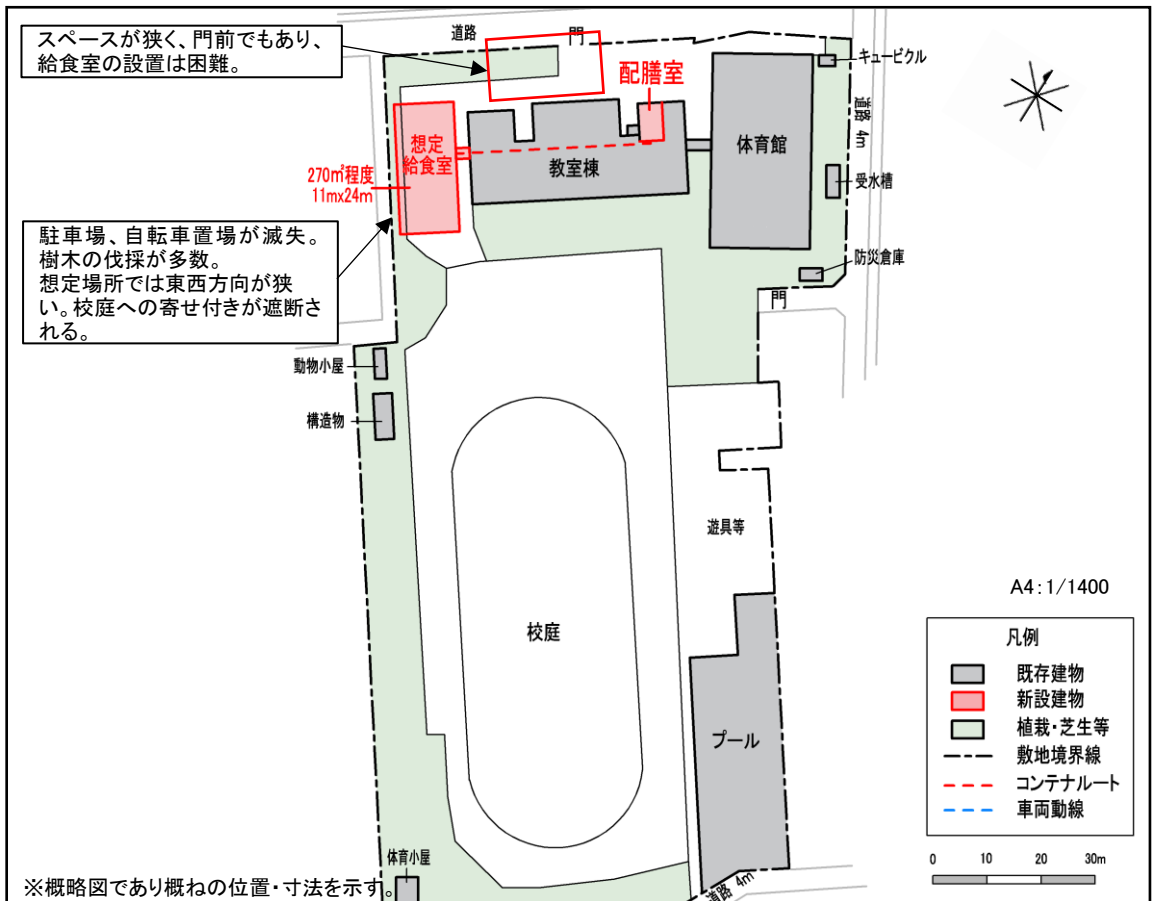 スペースが狭く、門前でもあり、
給食室の設置は困難。
道路
門
配膳室
キュービクル
道路 4m
想定
給食室
教室棟
体育館
270㎡程度
11mx24m
受水槽
駐車場、自転車置場が滅失。
樹木の伐採が多数。
想定場所では東西方向が狭
い。校庭への寄せ付きが遮断さ
れる。
防災倉庫
門
動物小屋
構造物
遊具等
校庭
プール
A4:1/1400
凡例
既存建物
新設建物
植栽・芝生等
敷地境界線
コンテナルート
車両動線
0 10 20 30m
体育小屋
道路 4m
※概略図であり概ねの位置・寸法を示す。